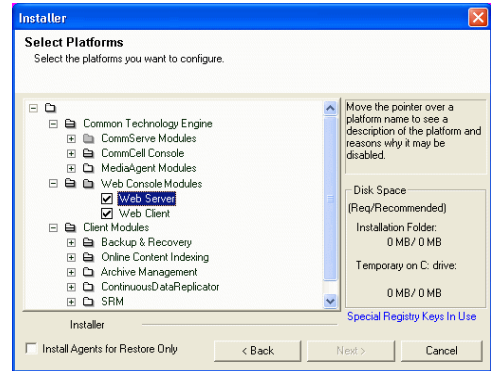 Installer
Select Platforms
Select the platforms you want to configure.
Common Technology Engine
CommServe Modules
CommCell Console
MediaAgent Modules
Web Console Modules
Web Server
Web Client
Client Modules
Backup & Recovery
Online Content Indexing
Archive Management
ContinuousDataReplicator
SRM
Move the pointer over a
platform name to see a
description of the platform and
reasons why it may be
disabled.
Disk Space
(Req/Recommended)
Installation Folder:
0 MB/ 0 MB
Temporary on C: drive:
0 MB/ 0 MB
Special Registry Keys In Use
Installer
Install Agents for Restore Only
< Back
Next >
Cancel